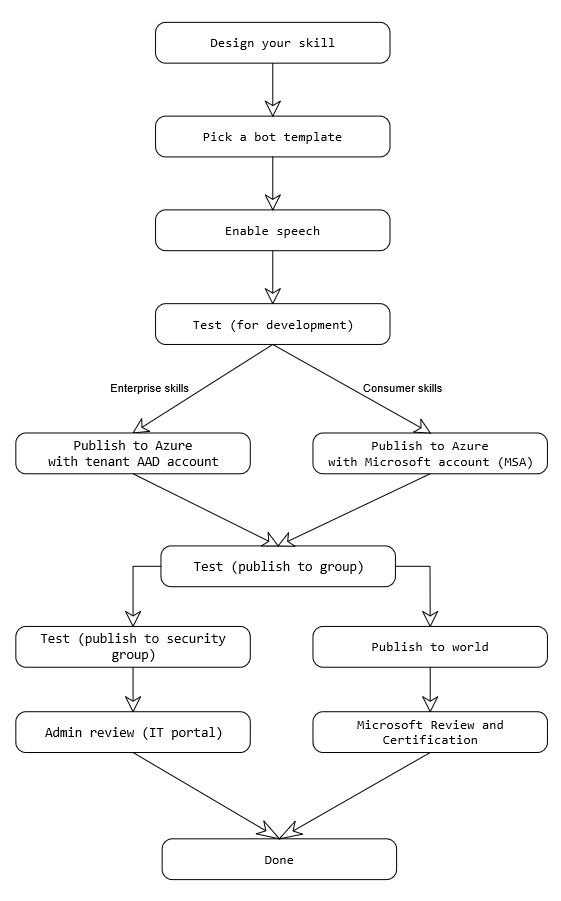 Design your skill
Pick a bot template
Enable speech
Test (for development)
Enterprise skills
Consumer skills
Publish to Azure
with tenant AAD account
Publish to Azure
with Microsoft account (MSA)
Test (publish to group)
Test (publish to security
group)
Publish to world
Admin review (IT portal)
Microsoft Review and
Certification
Done